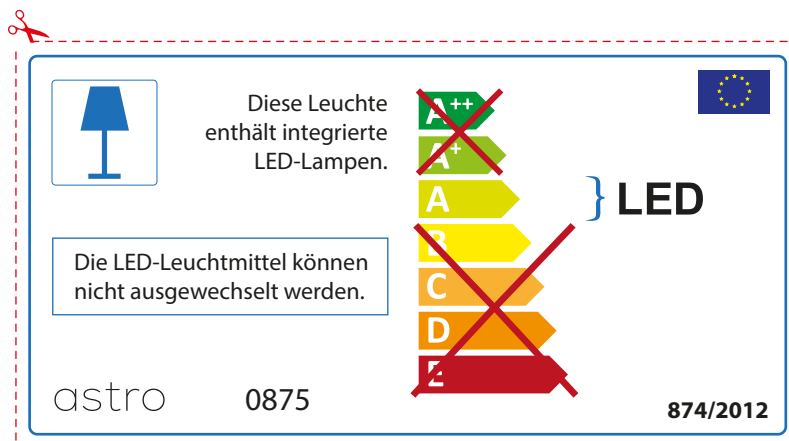 Diese Leuchte
enthält integrierte
LED-Lampen.
A++
A+
A
B
C
D
E
LED
Die LED-Leuchtmittel können
nicht ausgewechselt werden.
astro 0875
874/2012